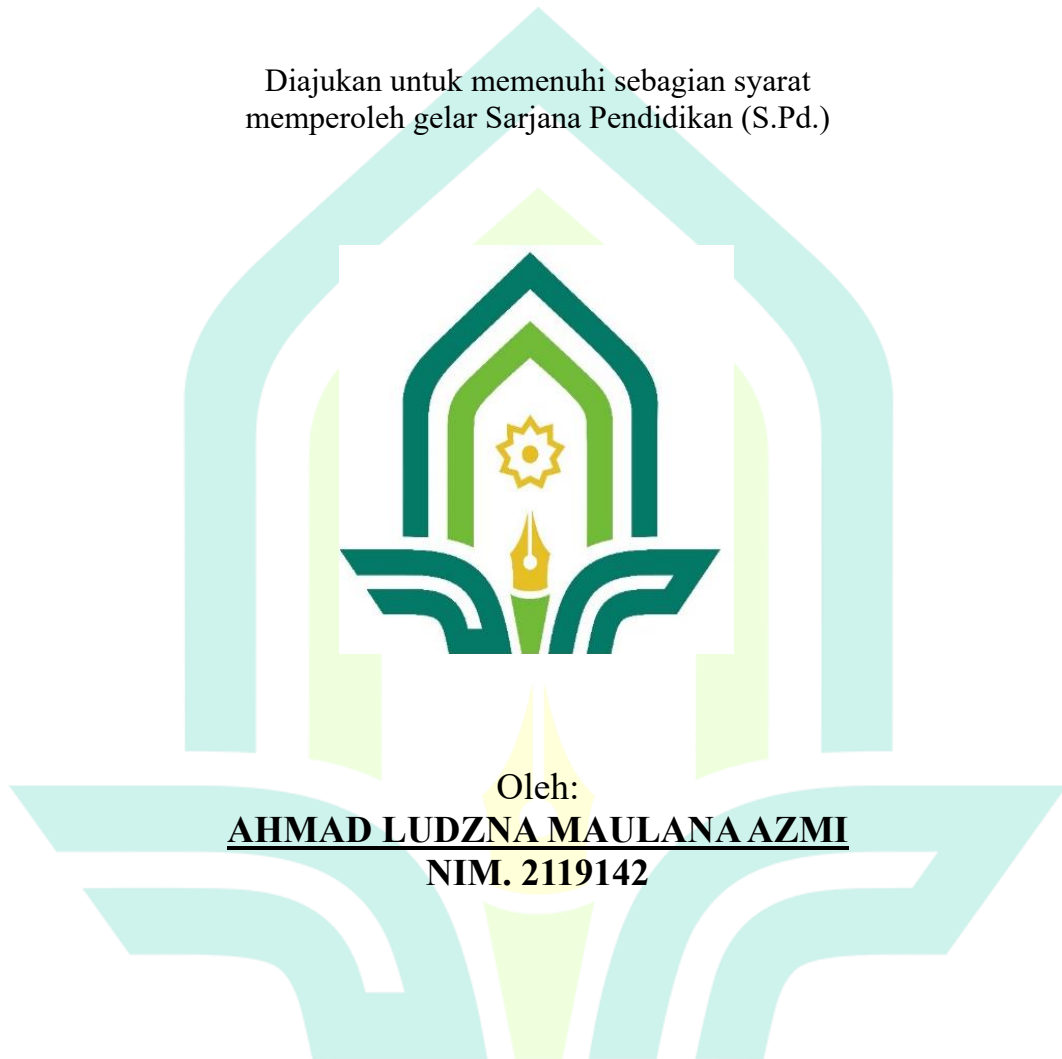 Diajukan untuk memenuhi sebagian syarat
memperoleh gelar Sarjana Pendidikan (S.Pd.)
Oleh:
AHMAD LUDZNA MAULANA AZMI
NIM. 2119142